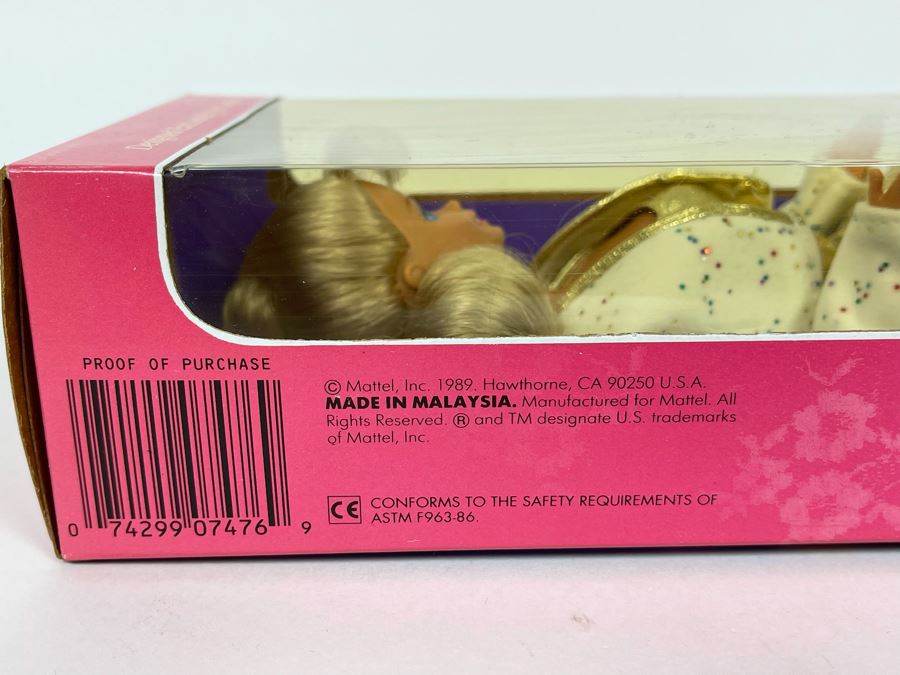 PROOF OF PURCHASE
0 74299 07476 9
© Mattel, Inc. 1989. Hawthorne, CA 90250 U.S.A.
MADE IN MALAYSIA. Manufactured for Mattel. All
Rights Reserved. ® and TM designate U.S. trademarks
of Mattel, Inc.
CE CONFORMS TO THE SAFETY REQUIREMENTS OF
ASTM F963-86.